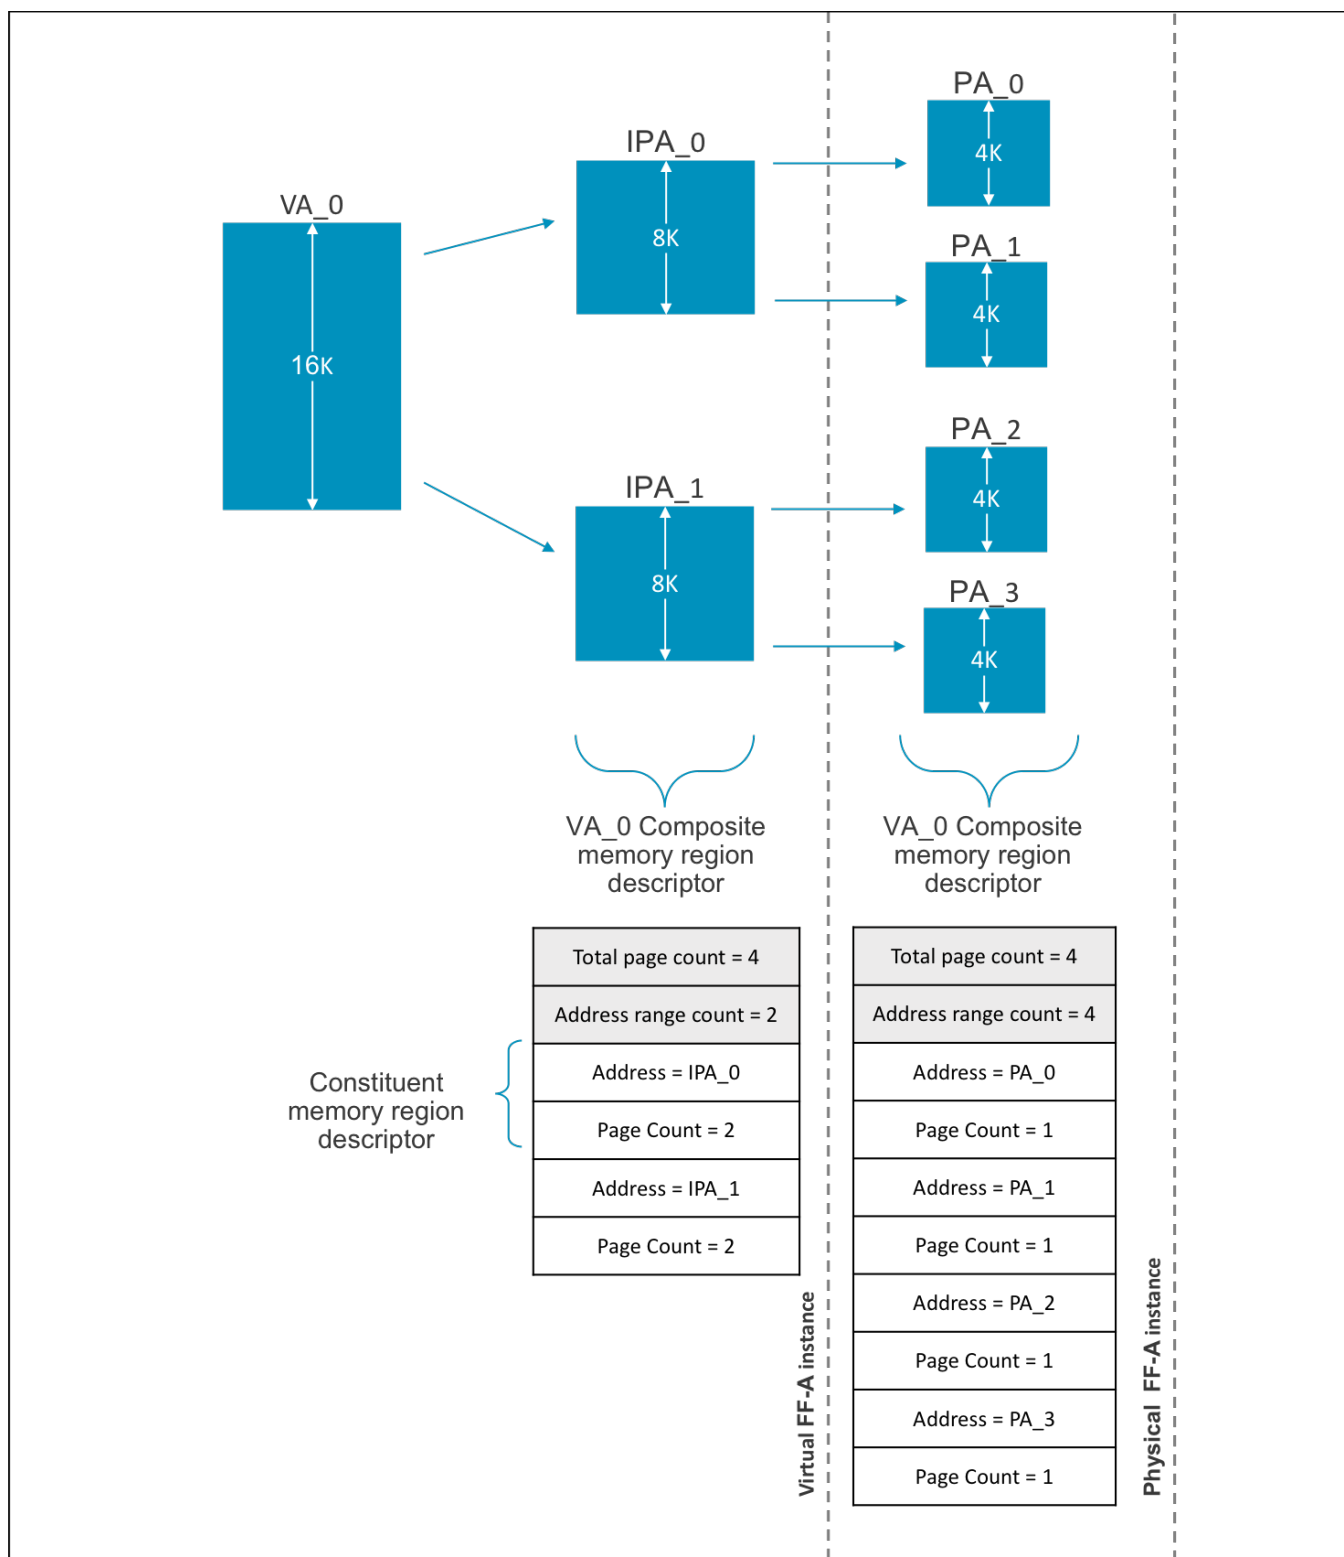 VA_0
16K
IPA_0
8K
IPA_1
8K
PA_0
4K
PA_1
4K
PA_2
4K
PA_3
4K
VA_0 Composite
memory region
descriptor
VA_0 Composite
memory region
descriptor
Constituent
memory region
descriptor
Total page count = 4
Address range count = 2
Address = IPA_0
Page Count = 2
Address = IPA_1
Page Count = 2
Virtual FF-A instance
Total page count = 4
Address range count = 4
Address = PA_0
Page Count = 1
Address = PA_1
Page Count = 1
Address = PA_2
Page Count = 1
Address = PA_3
Page Count = 1
Physical FF-A instance